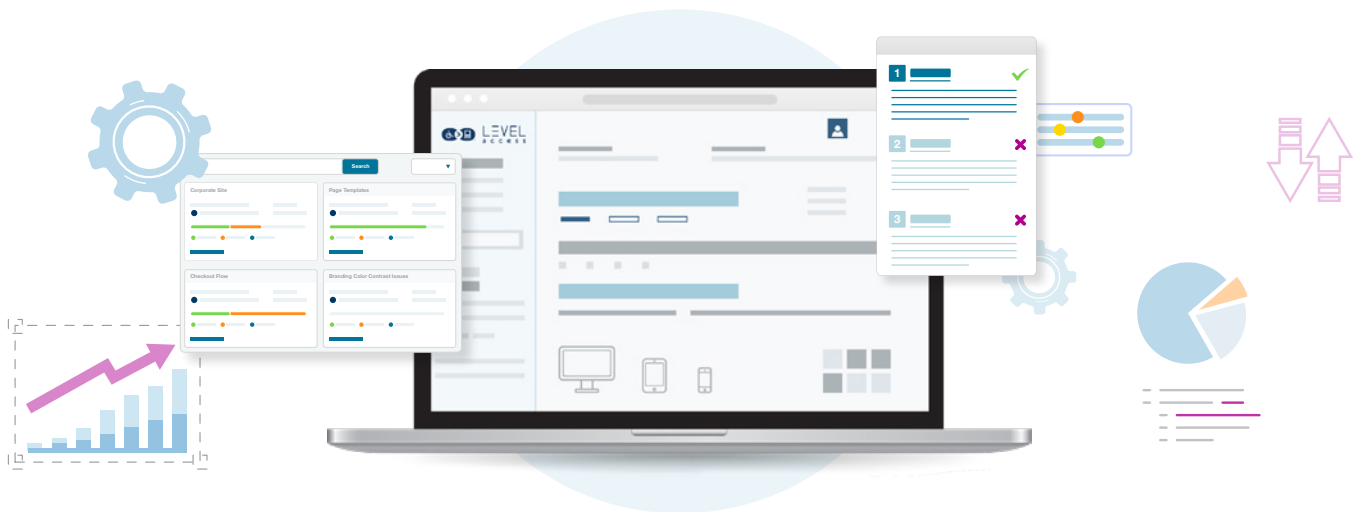 LEVEL
access
Search
Corporate Site
Page Templates
Checkout Flow
Branding Color Contrast Issues
1
2
3